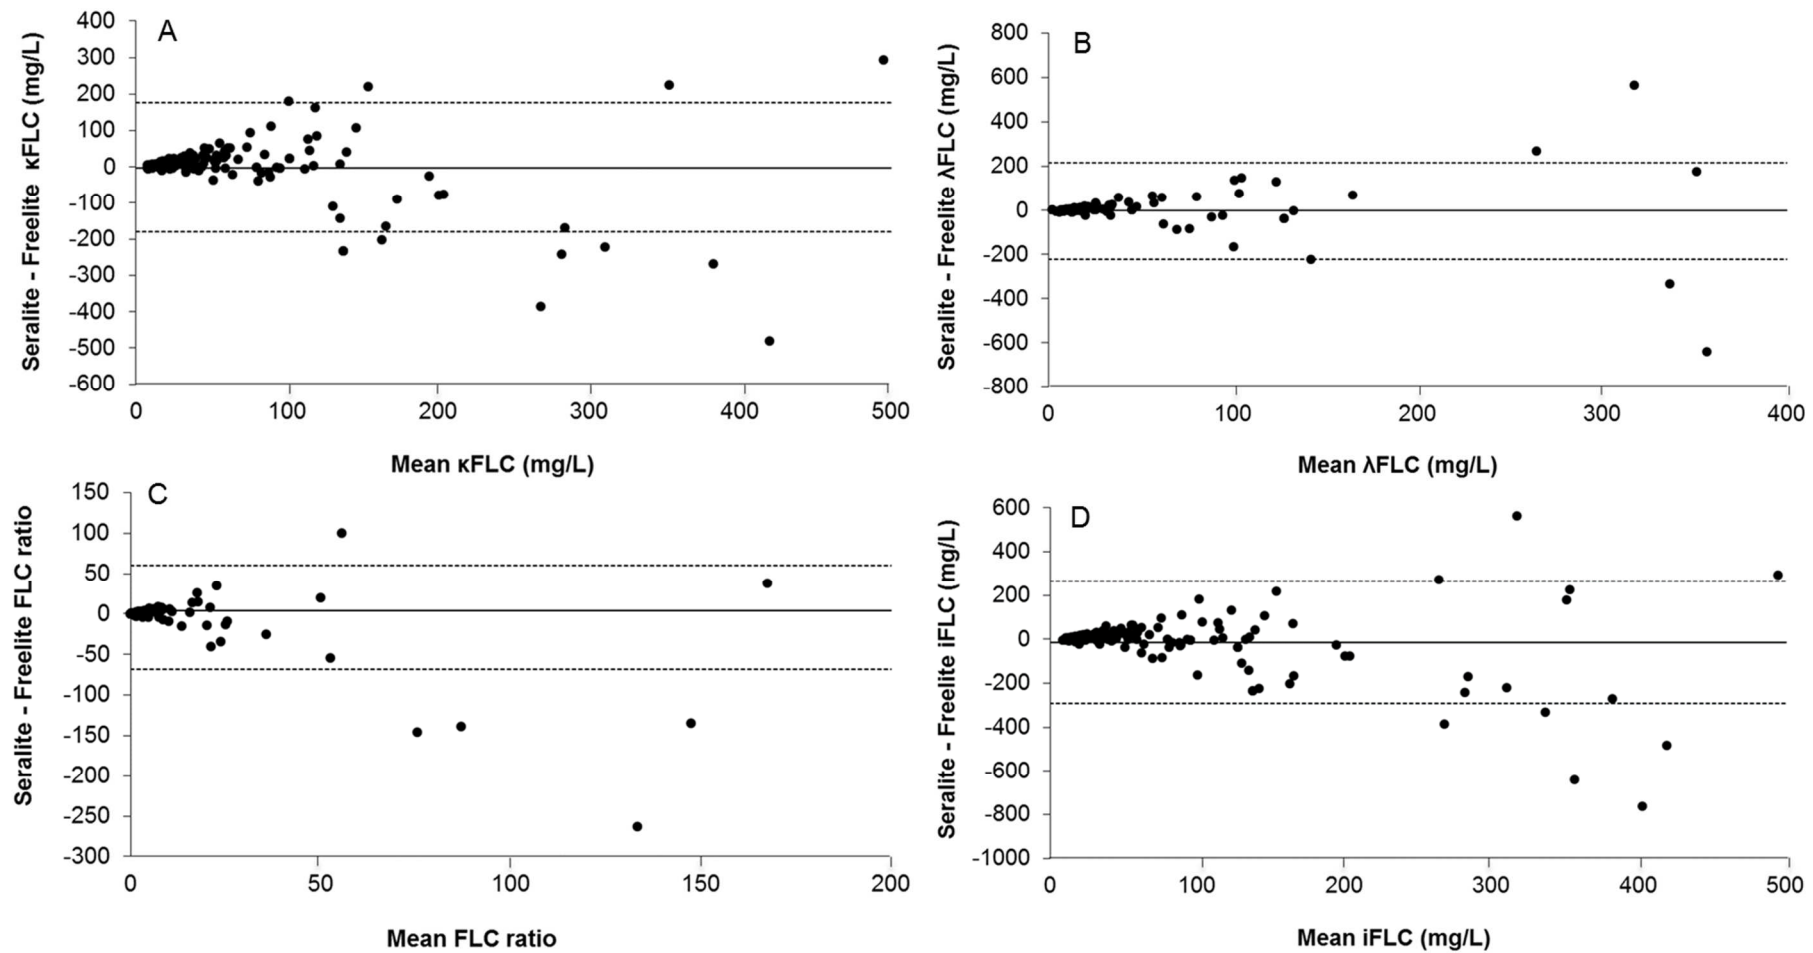 A
400
300
200
100
0
-100
-200
-300
-400
-500
-600
Seralite - Freelite κFLC (mg/L)
0 100 200 300 400 500
Mean κFLC (mg/L)
B
800
600
400
200
0
-200
-400
-600
-800
Seralite - Freelite λFLC (mg/L)
0 100 200 300 400
Mean λFLC (mg/L)
C
150
100
50
0
-50
-100
-150
-200
-250
-300
Seralite - Freelite FLC ratio
0 50 100 150 200
Mean FLC ratio
D
600
400
200
0
-200
-400
-600
-800
-1000
Seralite - Freelite iFLC (mg/L)
0 100 200 300 400 500
Mean iFLC (mg/L)